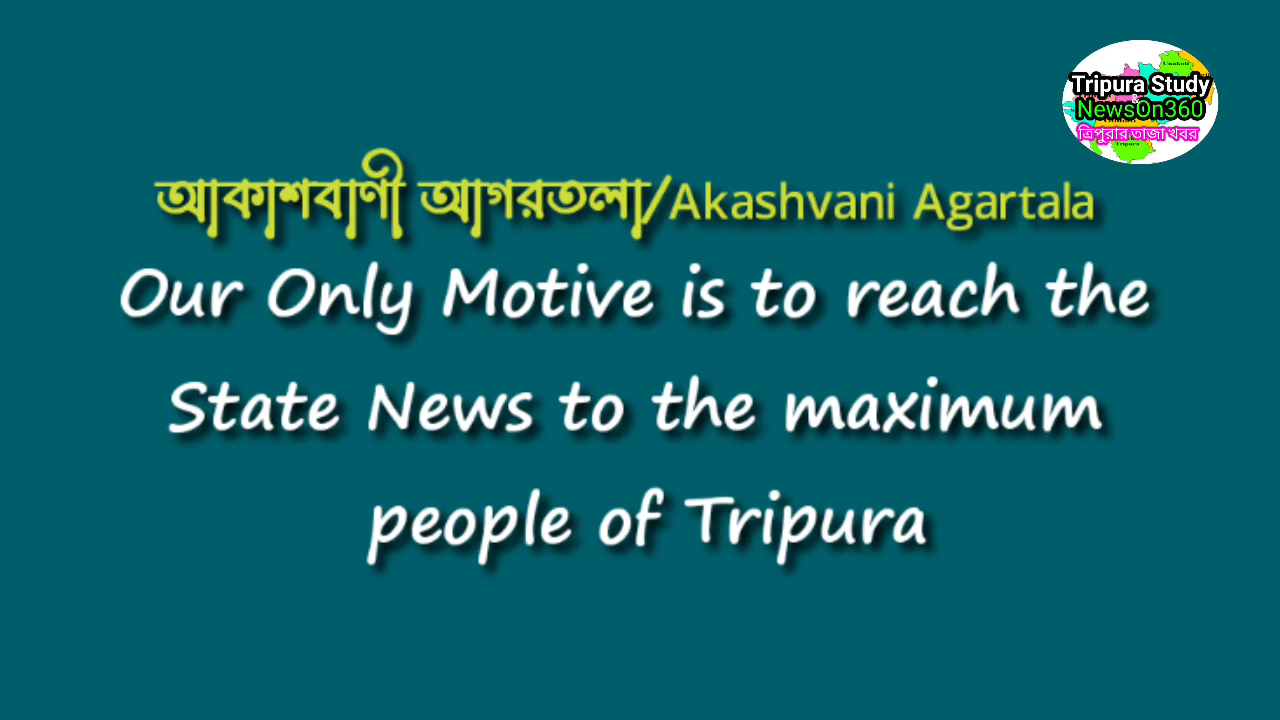 Tripura Study
&
NewsOn360
ত্রিপুরার তাজা খবর
আকাশবাণী আগরতলা/Akashvani Agartala
Our Only Motive is to reach the
State News to the maximum
people of Tripura